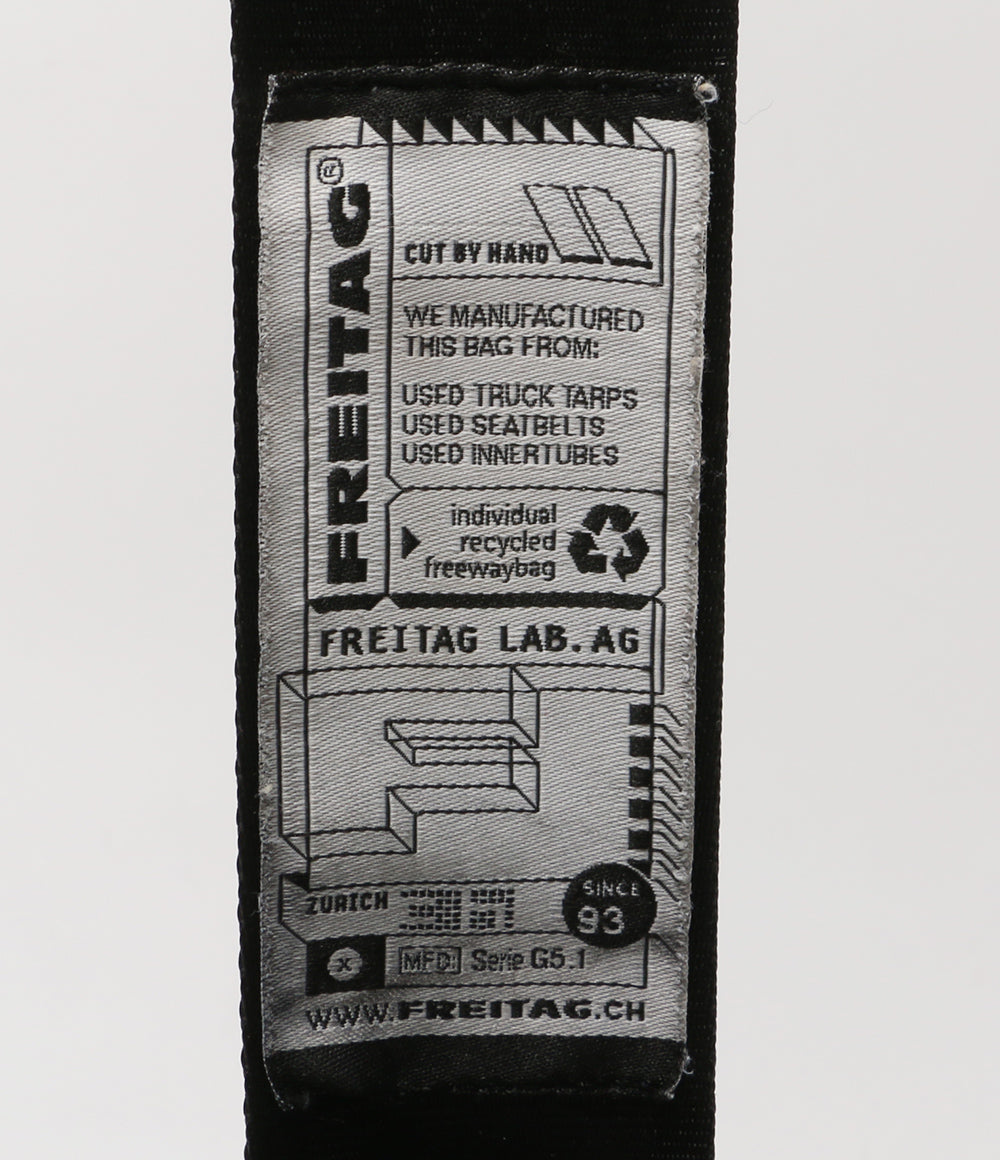 FREITAG®
CUT BY HAND
WE MANUFACTURED
THIS BAG FROM:
USED TRUCK TARPS
USED SEATBELTS
USED INNERTUBES
individual
recycled
freewaybag
FREITAG LAB. AG
SINCE
93
ZURICH
X
MFD: Serie G5.1
WWW.FREITAG.CH